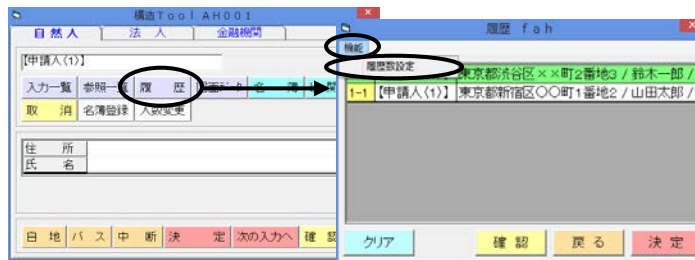 構造Tool AH001
自然人 法人 金融機関
【申請人(1)】
入力一覧 参照一覧 履歴 名簿
取消 名簿登録 人数変更
住所
氏名
白地 パス 中断 決定 次の入力へ 確認
履歴 fah
機能
履歴数設定
東京都渋谷区××町2番地3 / 鈴木一郎 /
1-1 【申請人(1)】 東京都新宿区〇〇町1番地2 / 山田太郎 /
クリア 確認 戻る 決定